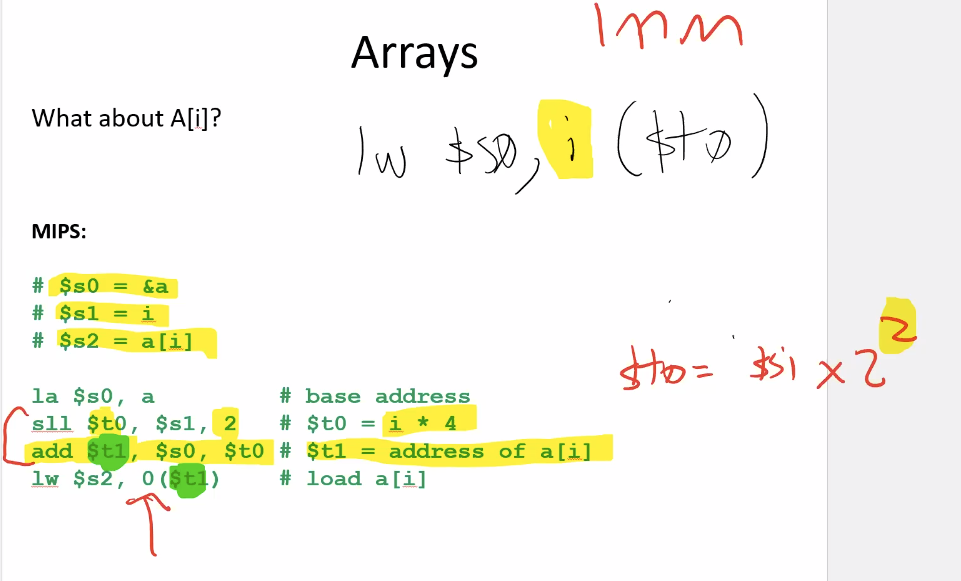 Arrays
Imm
What about A[i]?
lw $s0, i ($t0)
MIPS:
# $s0 = &a
# $s1 = i
# $s2 = a[i]
$t0 = $s1 x 2^2
la $s0, a # base address
sll $t0, $s1, 2 # $t0 = i * 4
add $t1, $s0, $t0 # $t1 = address of a[i]
lw $s2, 0($t1) # load a[i]